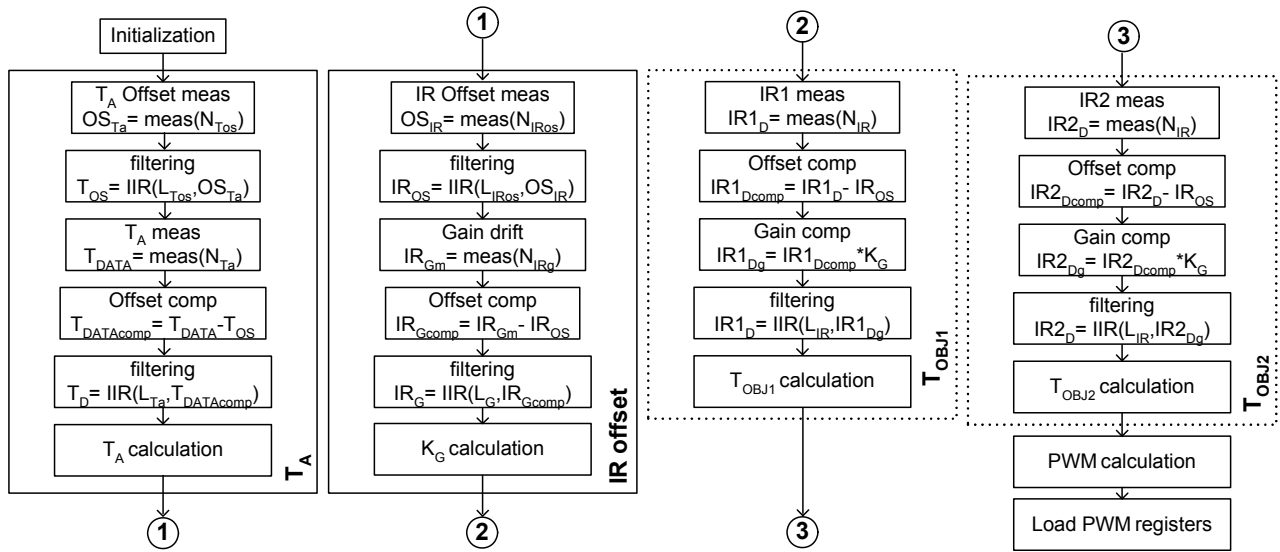 Initialization
T_A Offset meas
OS_Ta= meas(N_Tos)
filtering
T_OS= IIR(L_Tos,OS_Ta)
T_A meas
T_DATA= meas(N_Ta)
Offset comp
T_DATAcomp= T_DATA-T_OS
filtering
T_D= IIR(L_Ta,T_DATAcomp)
T_A calculation
T_A
1
1
IR Offset meas
OS_IR= meas(N_IRos)
filtering
IR_OS= IIR(L_IRos,OS_IR)
Gain drift
IR_Gm= meas(N_IRg)
Offset comp
IR_Gcomp= IR_Gm- IR_OS
filtering
IR_G= IIR(L_G,IR_Gcomp)
K_G calculation
IR offset
2
2
IR1 meas
IR1_D= meas(N_IR)
Offset comp
IR1_Dcomp= IR1_D- IR_OS
Gain comp
IR1_Dg= IR1_Dcomp*K_G
filtering
IR1_D= IIR(L_IR,IR1_Dg)
T_OBJ1 calculation
T_OBJ1
3
3
IR2 meas
IR2_D= meas(N_IR)
Offset comp
IR2_Dcomp= IR2_D- IR_OS
Gain comp
IR2_Dg= IR2_Dcomp*K_G
filtering
IR2_D= IIR(L_IR,IR2_Dg)
T_OBJ2 calculation
T_OBJ2
PWM calculation
Load PWM registers